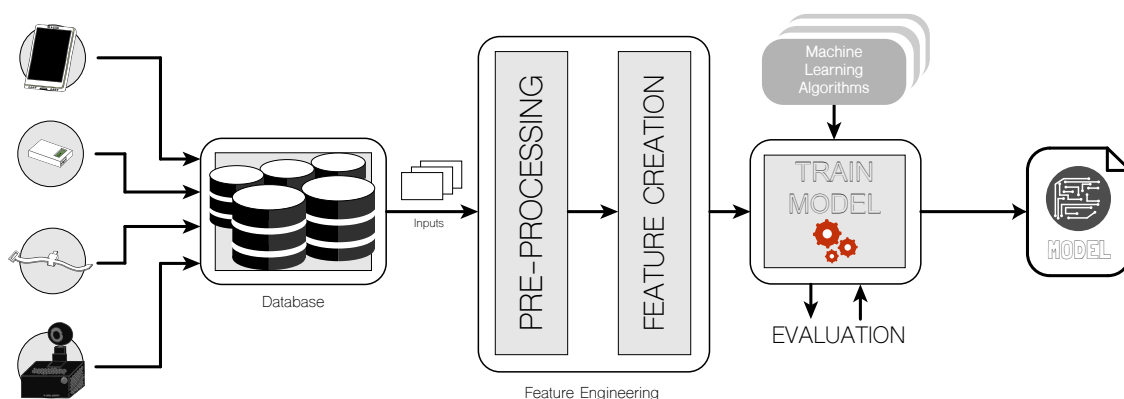 Database
Inputs
PRE-PROCESSING
FEATURE CREATION
Feature Engineering
Machine
Learning
Algorithms
TRAIN
MODEL
EVALUATION
MODEL